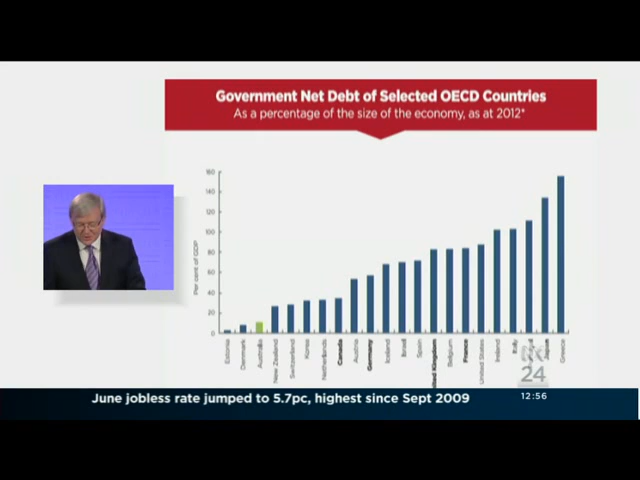 Government Net Debt of Selected OECD Countries
As a percentage of the size of the economy, as at 2012*
160
140
120
100
80
60
40
20
0
Per cent of GDP
Estonia
Denmark
Australia
New Zealand
Switzerland
Korea
Netherlands
Canada
Austria
Germany
Iceland
Israel
Spain
United Kingdom
Belgium
France
United States
Ireland
Italy
Japan
Greece
24
June jobless rate jumped to 5.7pc, highest since Sept 2009
12:56